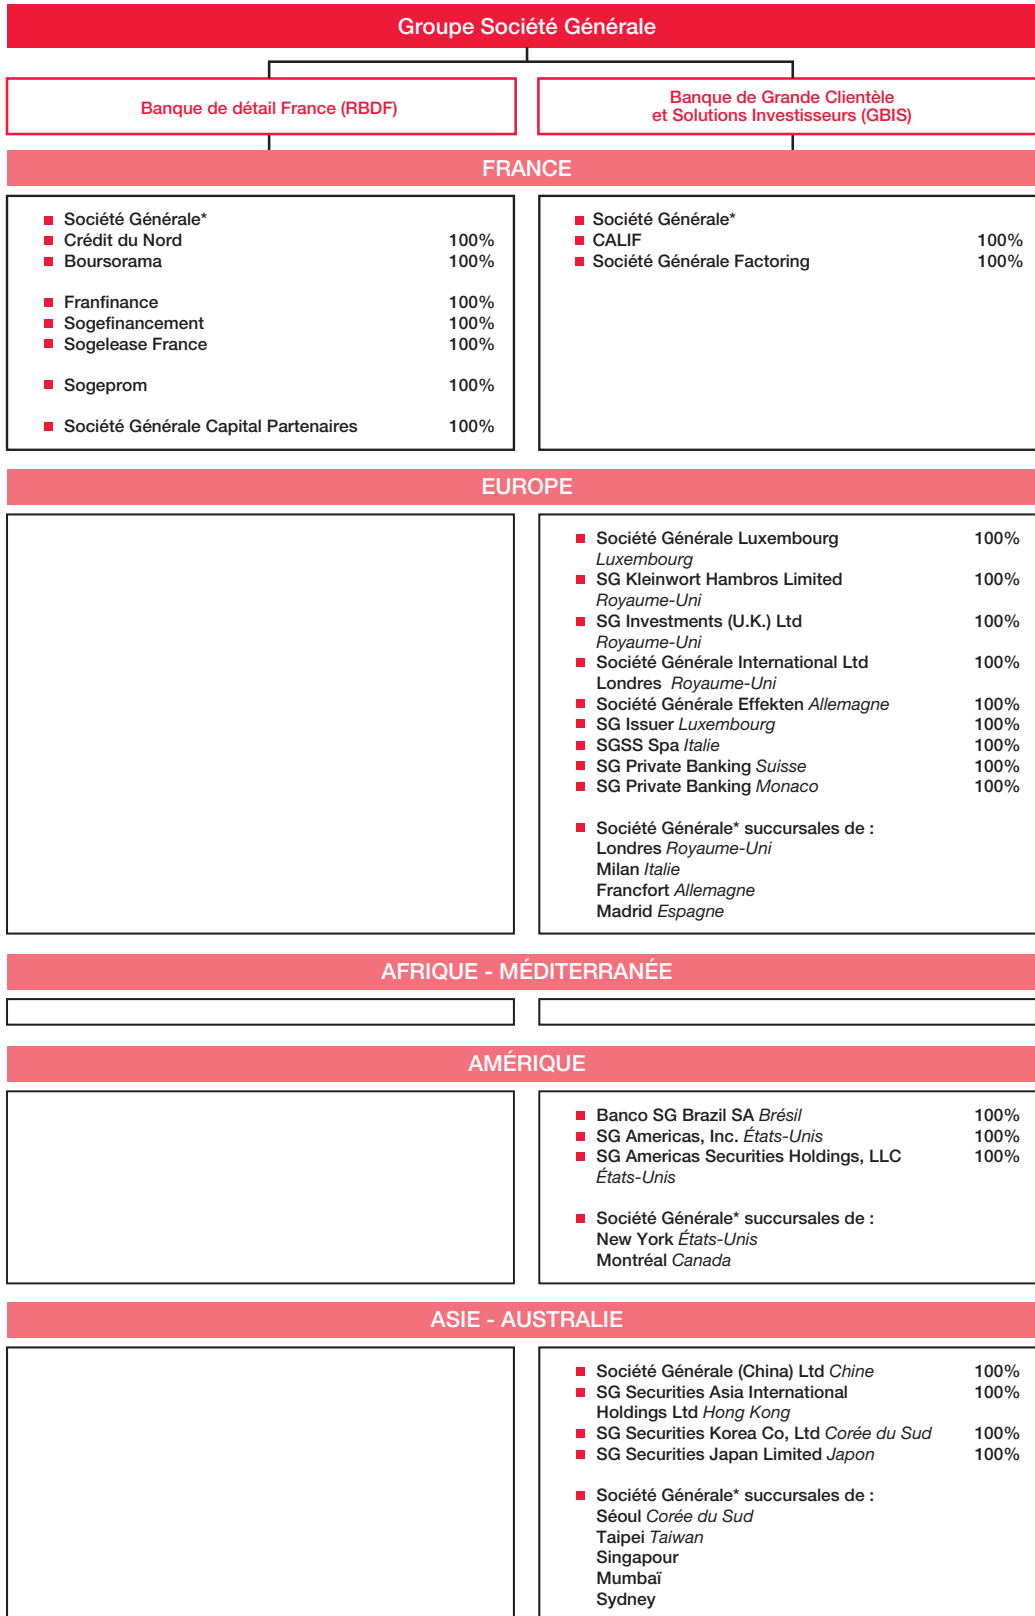 Groupe Société Générale
Banque de détail France (RBDF)
Banque de Grande Clientèle
et Solutions Investisseurs (GBIS)
FRANCE
Société Générale*
Crédit du Nord 100%
Boursorama 100%
Franfinance 100%
Sogefinancement 100%
Sogelease France 100%
Sogeprom 100%
Société Générale Capital Partenaires 100%
Société Générale*
CALIF 100%
Société Générale Factoring 100%
EUROPE
Société Générale Luxembourg 100%
Luxembourg
SG Kleinwort Hambros Limited 100%
Royaume-Uni
SG Investments (U.K.) Ltd 100%
Royaume-Uni
Société Générale International Ltd 100%
Londres Royaume-Uni
Société Générale Effekten Allemagne 100%
SG Issuer Luxembourg 100%
SGSS Spa Italie 100%
SG Private Banking Suisse 100%
SG Private Banking Monaco 100%
Société Générale* succursales de :
Londres Royaume-Uni
Milan Italie
Francfort Allemagne
Madrid Espagne
AFRIQUE - MÉDITERRANÉE
AMÉRIQUE
Banco SG Brazil SA Brésil 100%
SG Americas, Inc. États-Unis 100%
SG Americas Securities Holdings, LLC 100%
États-Unis
Société Générale* succursales de :
New York États-Unis
Montréal Canada
ASIE - AUSTRALIE
Société Générale (China) Ltd Chine 100%
SG Securities Asia International 100%
Holdings Ltd Hong Kong
SG Securities Korea Co, Ltd Corée du Sud 100%
SG Securities Japan Limited Japon 100%
Société Générale* succursales de :
Séoul Corée du Sud
Taipei Taiwan
Singapour
Mumbaï
Sydney